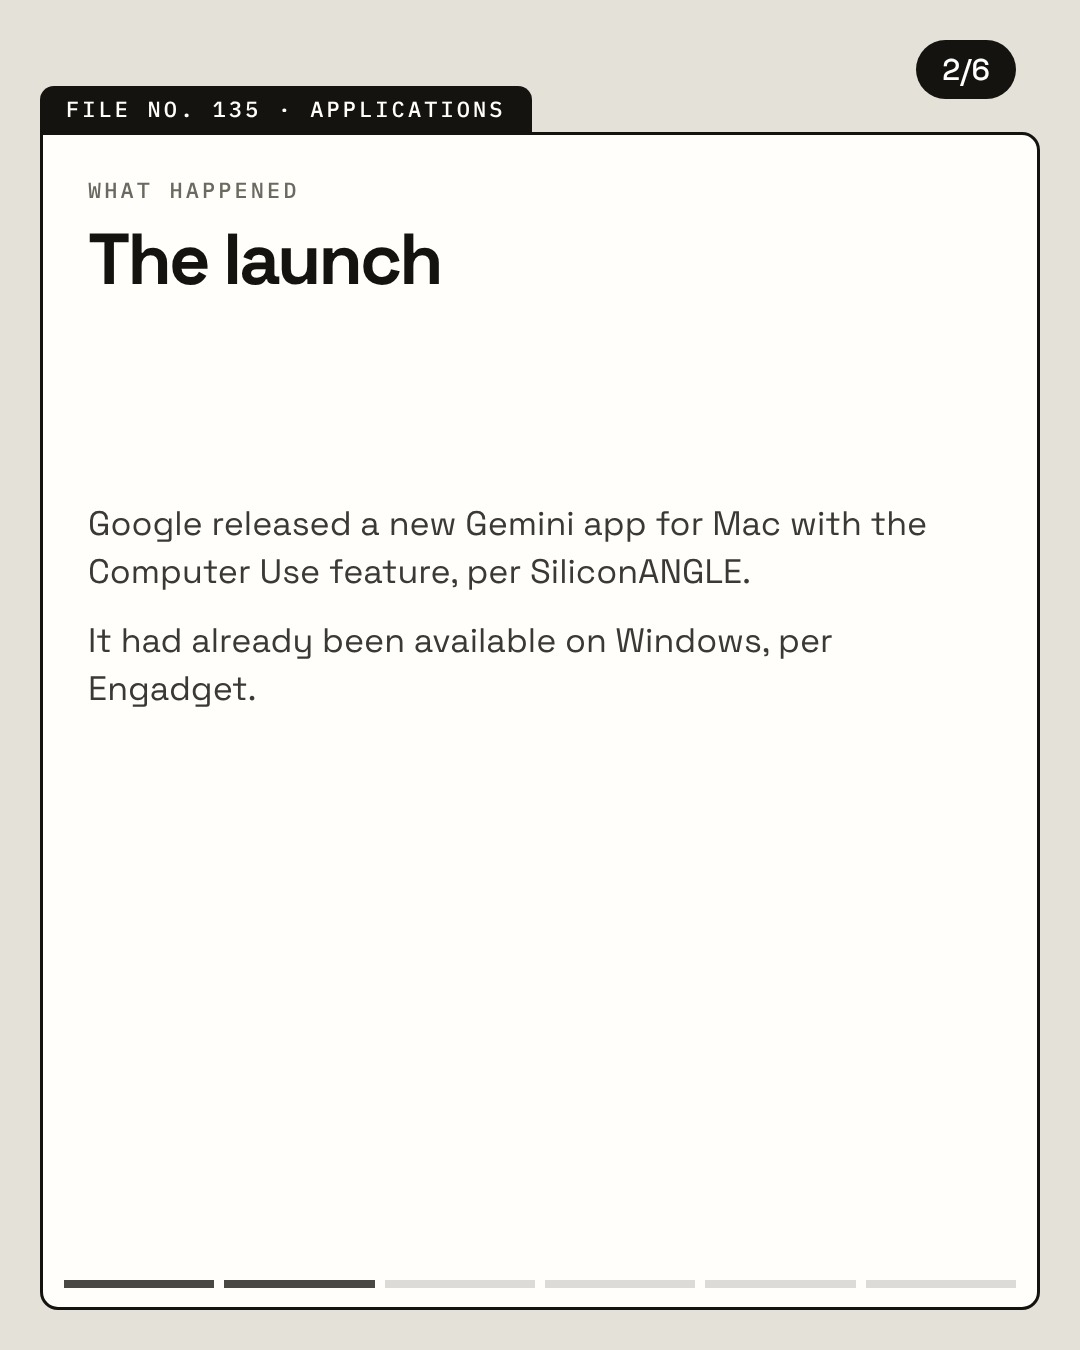 2/6
FILE NO. 135 · APPLICATIONS
WHAT HAPPENED
The launch
Google released a new Gemini app for Mac with the
Computer Use feature, per SiliconANGLE.
It had already been available on Windows, per
Engadget.